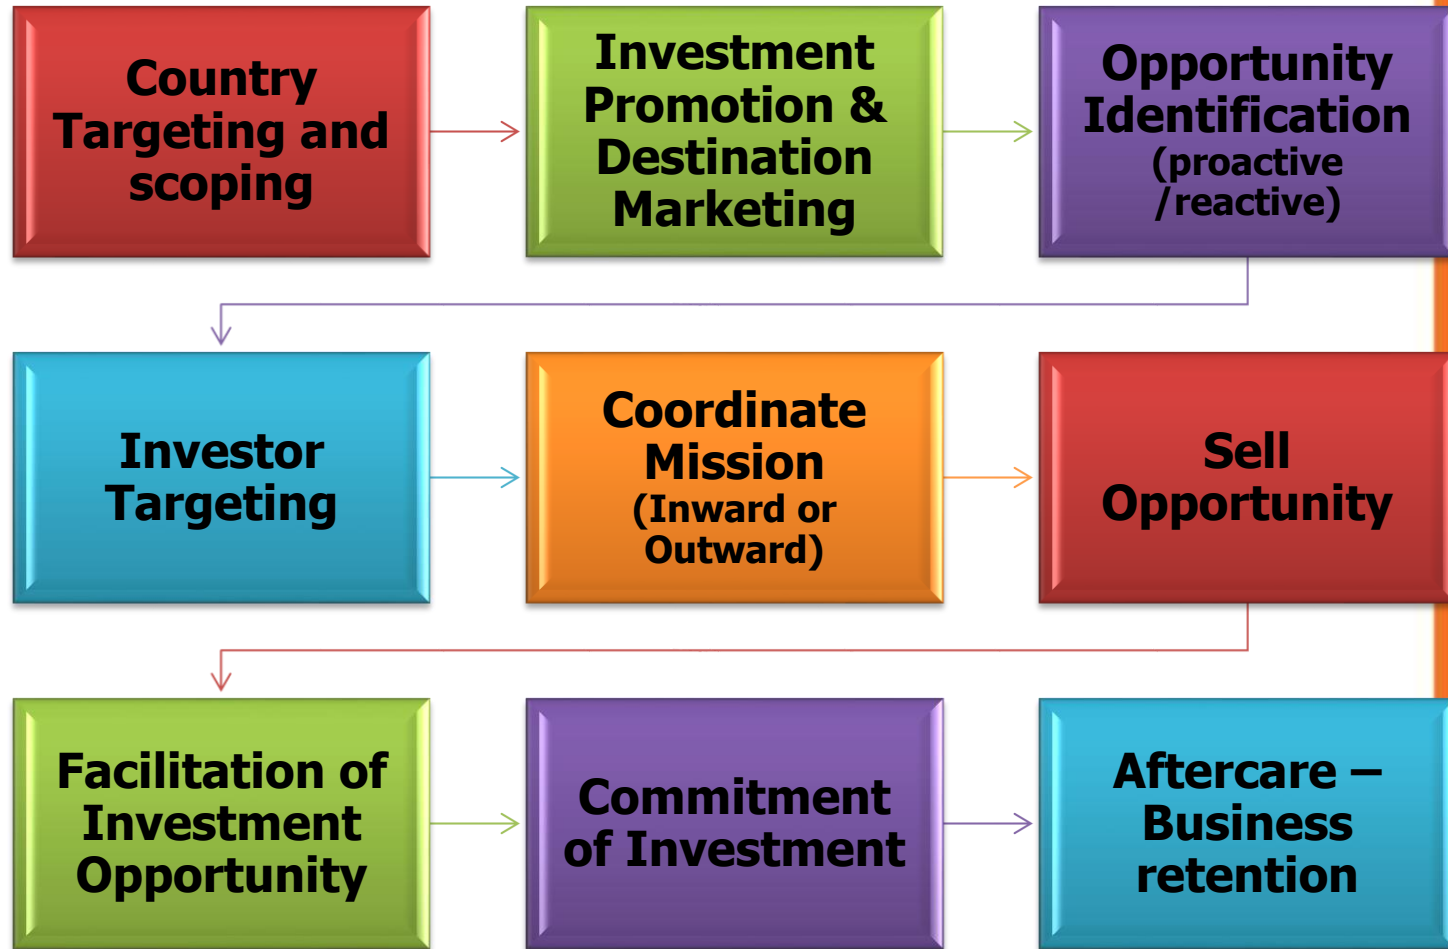 Country
Targeting and
scoping
Investment
Promotion &
Destination
Marketing
Opportunity
Identification
(proactive
/reactive)
Investor
Targeting
Coordinate
Mission
(Inward or
Outward)
Sell
Opportunity
Facilitation of
Investment
Opportunity
Commitment
of Investment
Aftercare –
Business
retention